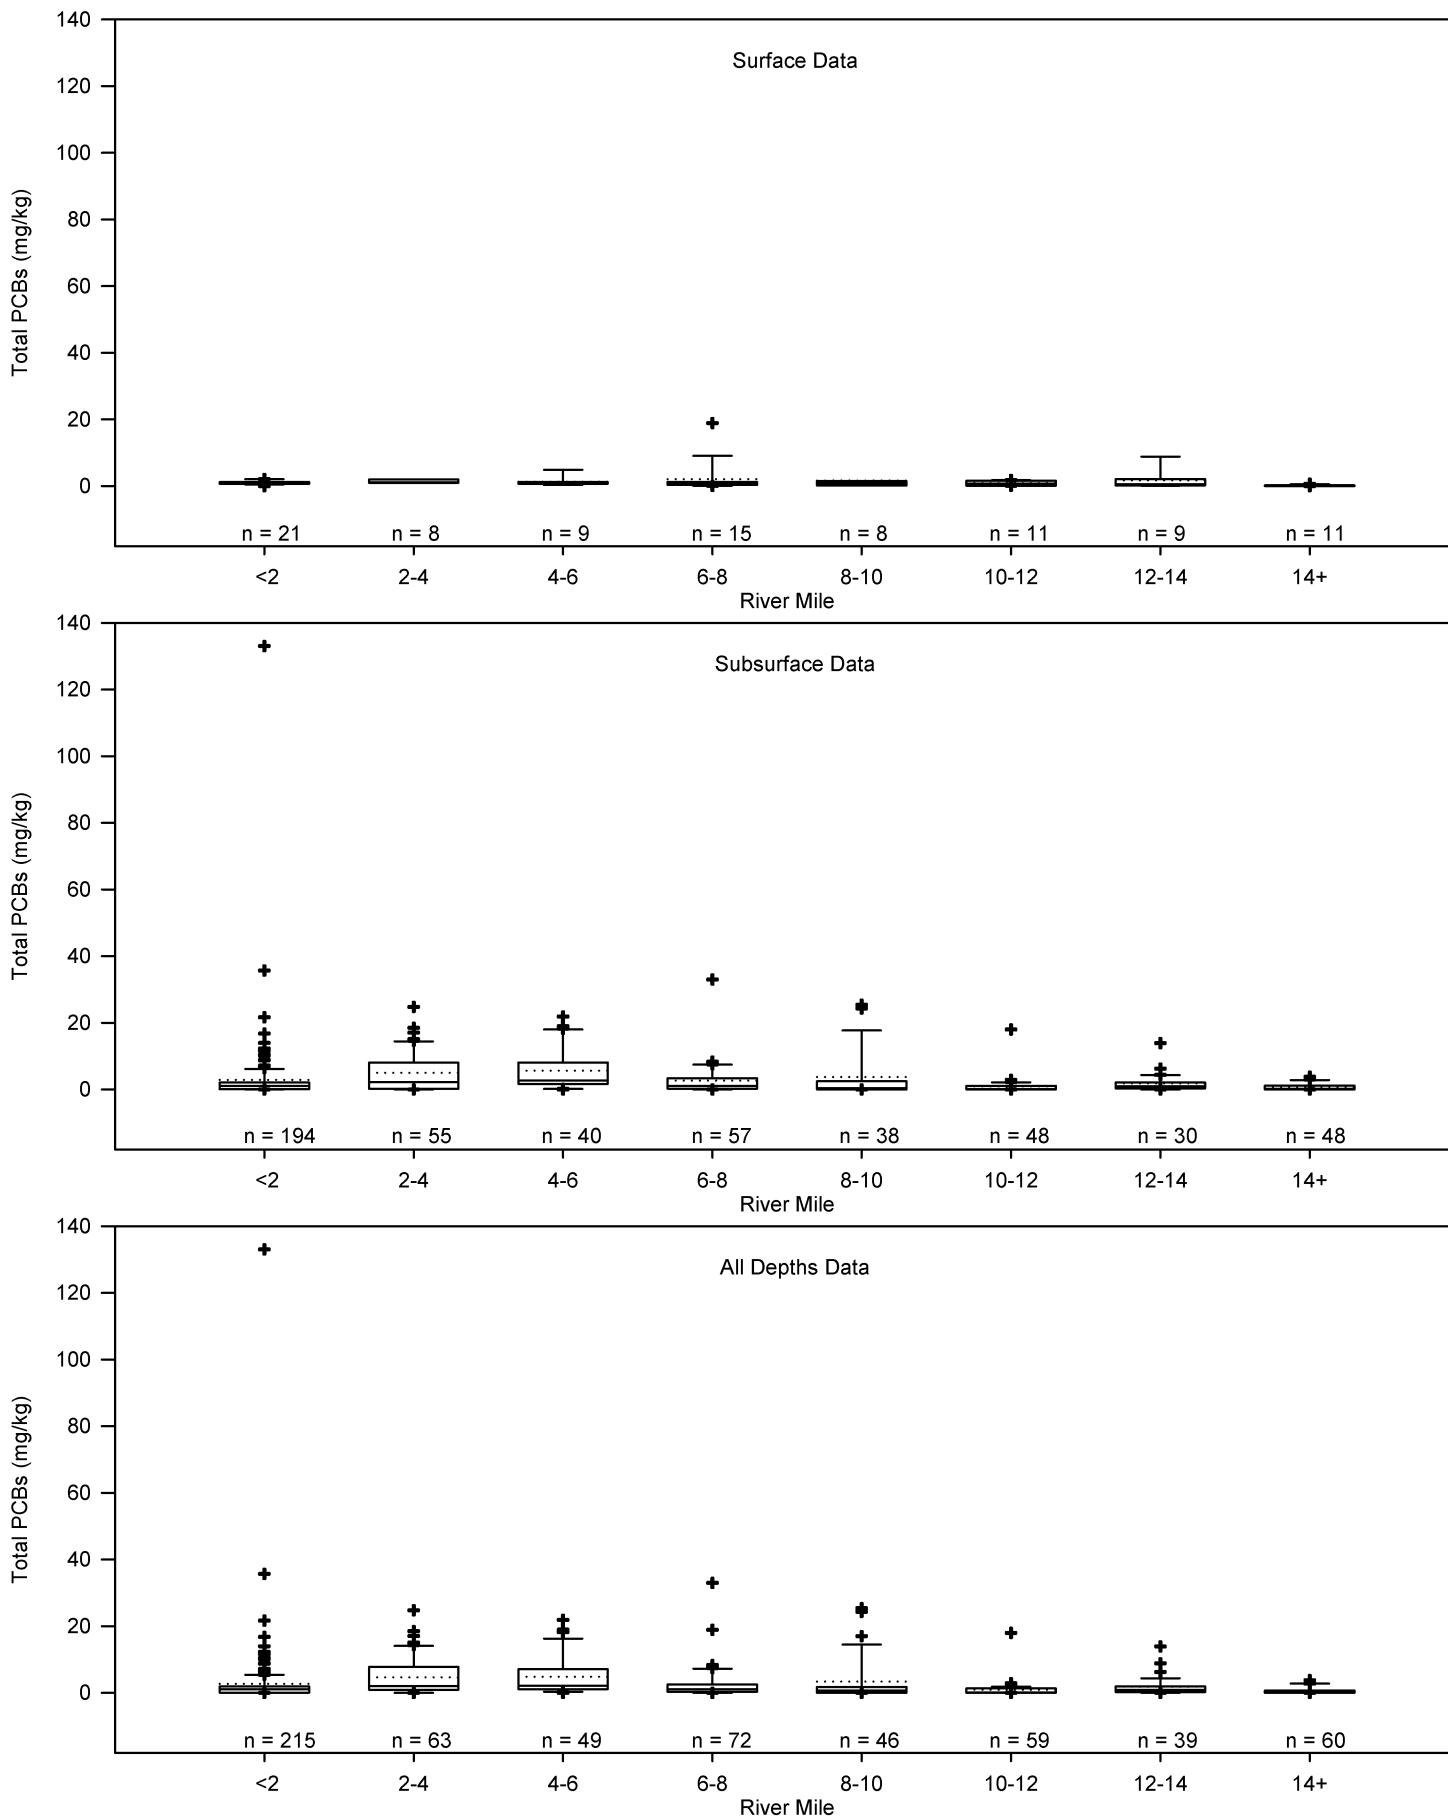 140
Surface Data
120
100
80
60
40
20
0
Total PCBs (mg/kg)
n = 21 n = 8 n = 9 n = 15 n = 8 n = 11 n = 9 n = 11
<2 2-4 4-6 6-8 8-10 10-12 12-14 14+
River Mile
140
Subsurface Data
120
100
80
60
40
20
0
Total PCBs (mg/kg)
n = 194 n = 55 n = 40 n = 57 n = 38 n = 48 n = 30 n = 48
<2 2-4 4-6 6-8 8-10 10-12 12-14 14+
River Mile
140
All Depths Data
120
100
80
60
40
20
0
Total PCBs (mg/kg)
n = 215 n = 63 n = 49 n = 72 n = 46 n = 59 n = 39 n = 60
<2 2-4 4-6 6-8 8-10 10-12 12-14 14+
River Mile